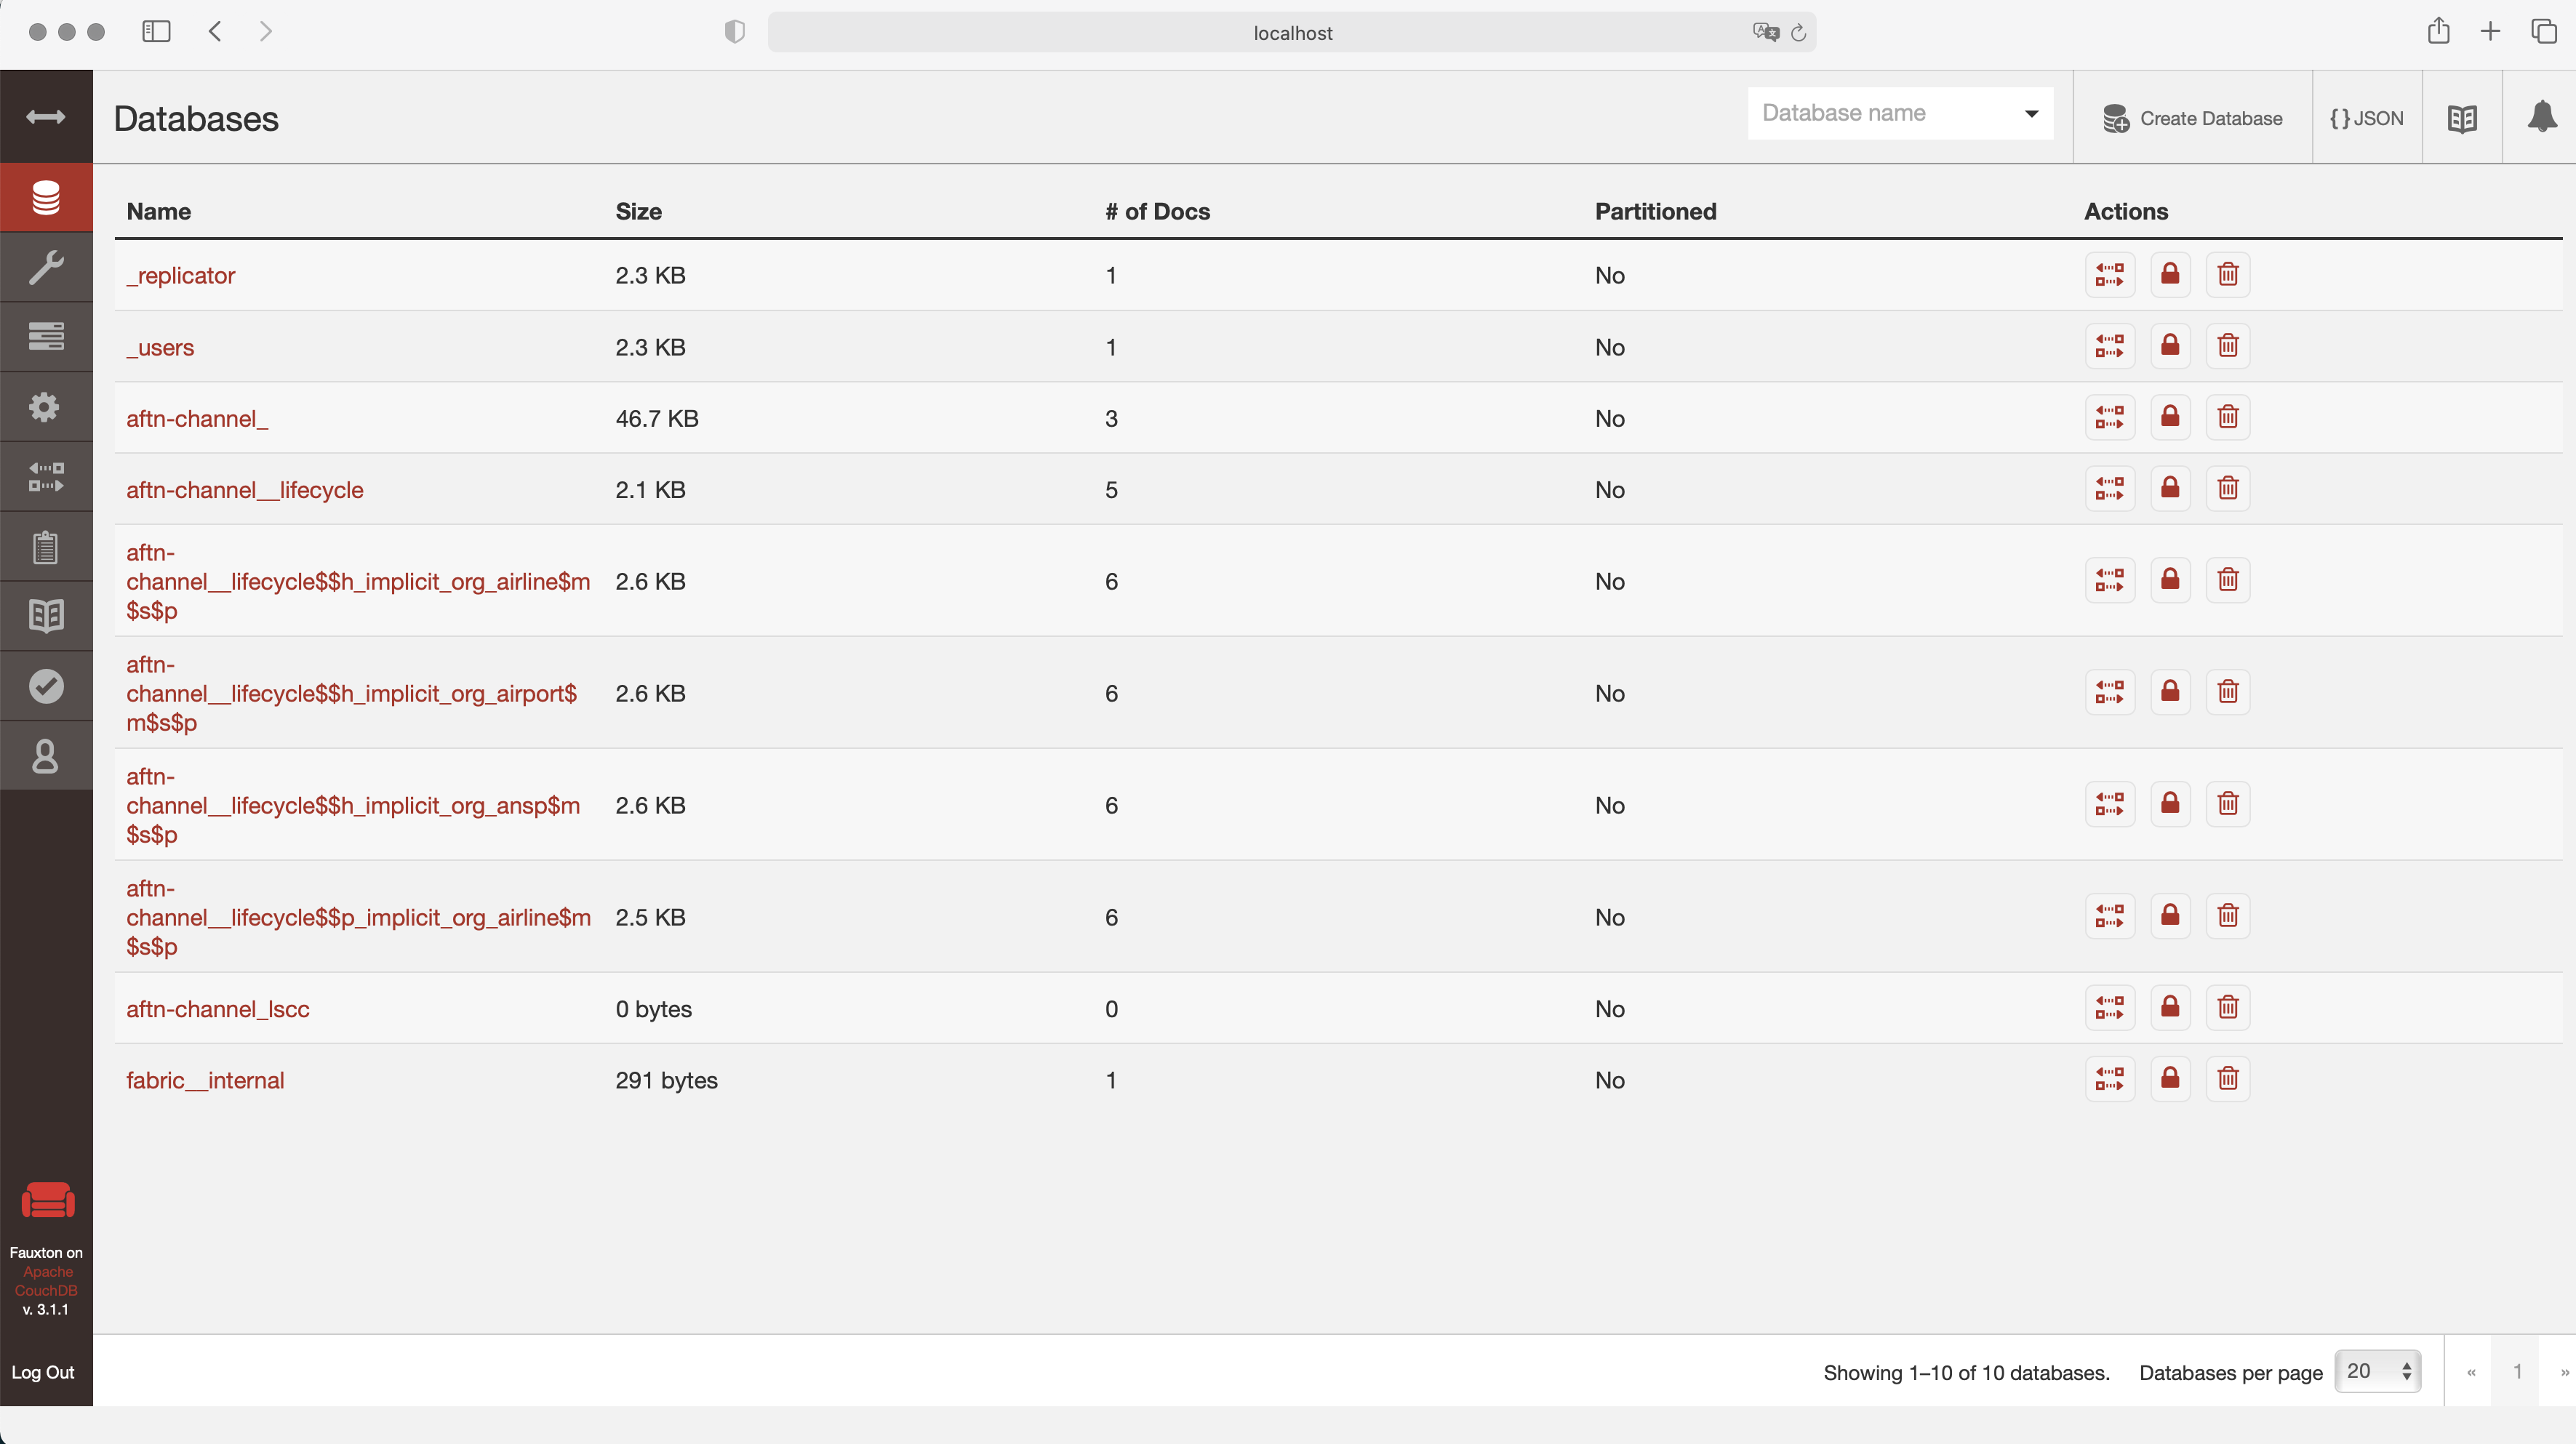 localhost
Databases
Database name
Create Database
{ } JSON
Name Size # of Docs Partitioned Actions
_replicator 2.3 KB 1 No
_users 2.3 KB 1 No
aftn-channel_ 46.7 KB 3 No
aftn-channel__lifecycle 2.1 KB 5 No
aftn-
channel__lifecycle$$h_implicit_org_airline$m 2.6 KB 6 No
$s$p
aftn-
channel__lifecycle$$h_implicit_org_airport$ 2.6 KB 6 No
m$s$p
aftn-
channel__lifecycle$$h_implicit_org_ansp$m 2.6 KB 6 No
$s$p
aftn-
channel__lifecycle$$p_implicit_org_airline$m 2.5 KB 6 No
$s$p
aftn-channel_lscc 0 bytes 0 No
fabric__internal 291 bytes 1 No
Fauxton on
Apache
CouchDB
v. 3.1.1
Log Out
Showing 1–10 of 10 databases. Databases per page 20 « 1 »